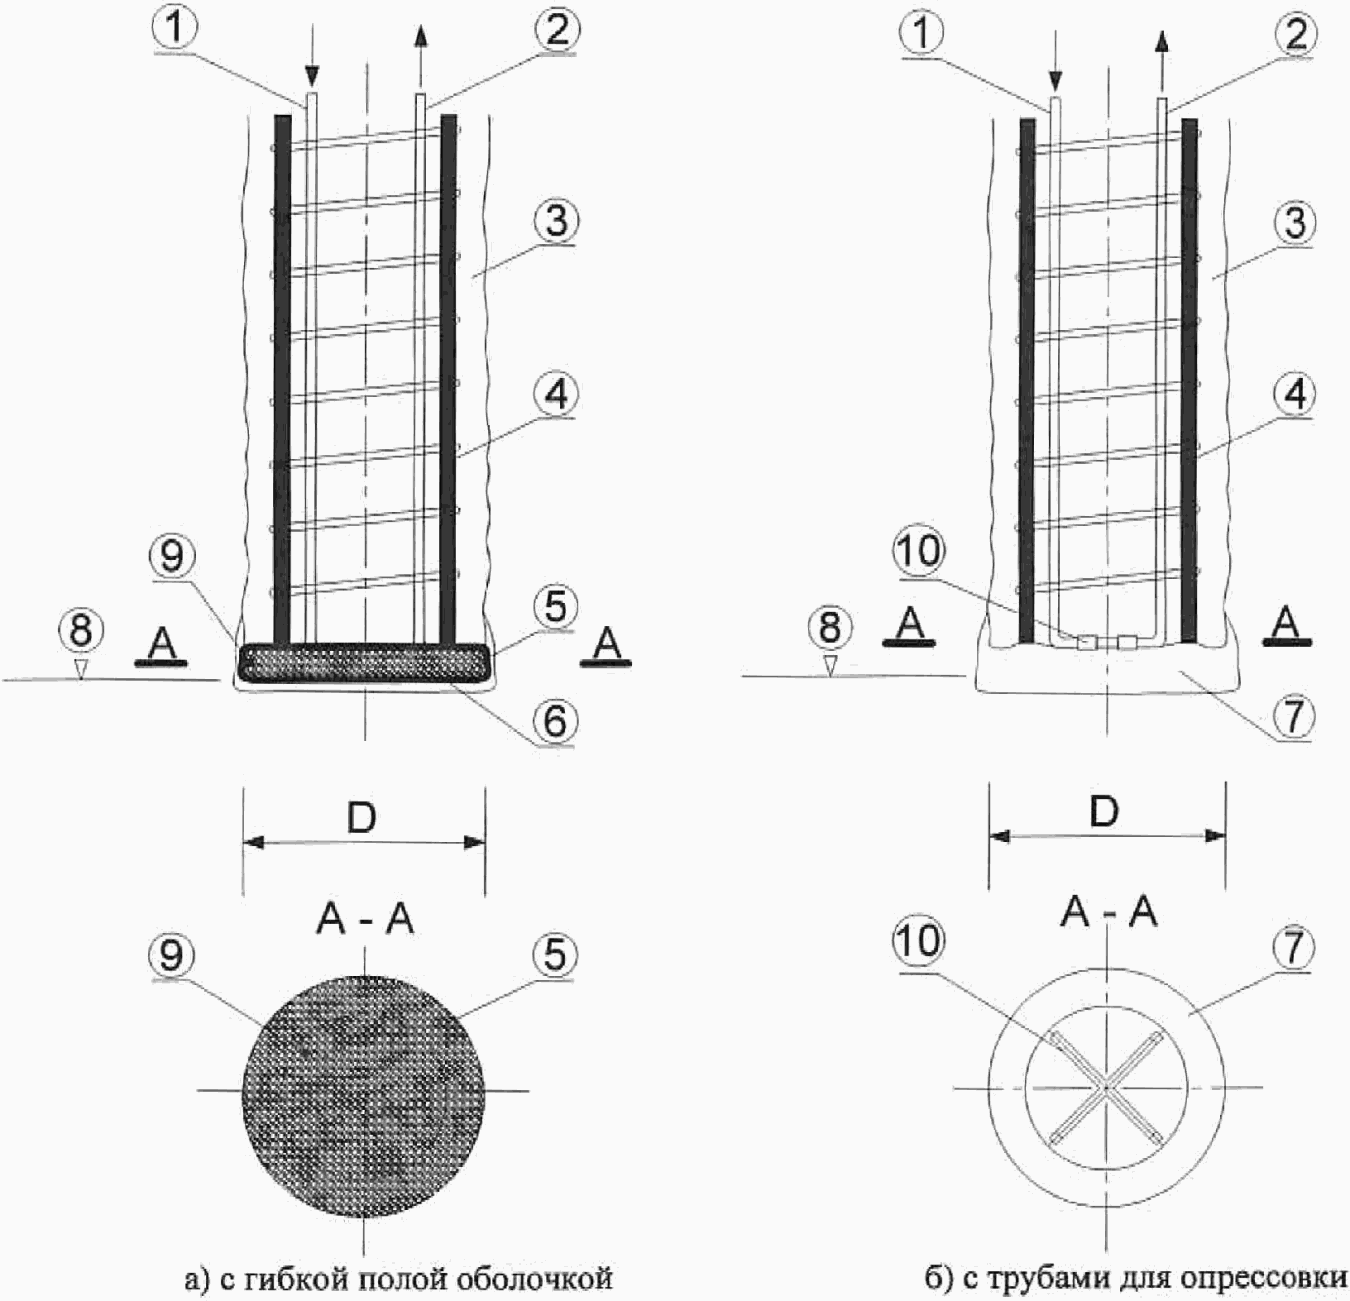 1 2 1 2
3 3
4 4
9 10
5
8 A A 8 A A
6 7
D D
A - A A - A
9 5 10 7
а) с гибкой полой оболочкой
б) с трубами для опрессовки